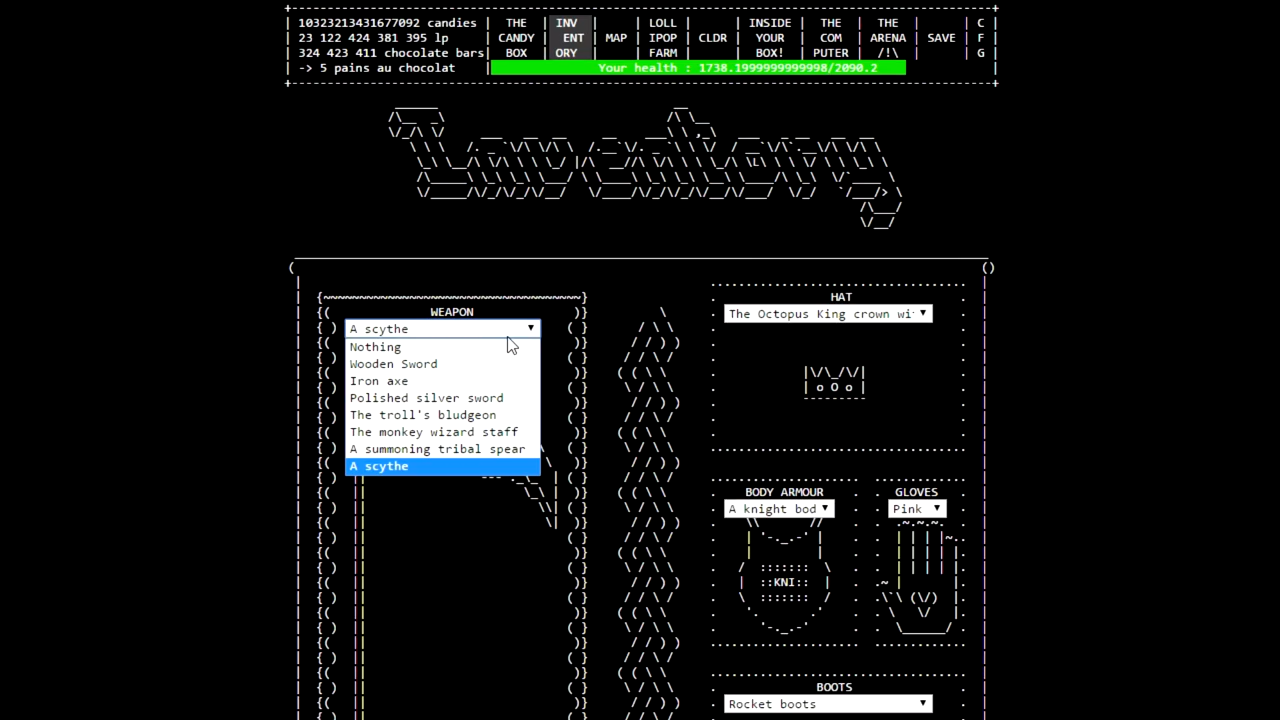 10323213431677092 candies
23 122 424 381 395 lp
324 423 411 chocolate bars
-> 5 pains au chocolat
THE CANDY BOX
INV ENT ORY
MAP
LOLL IPOP FARM
CLDR
INSIDE YOUR BOX!
THE COM PUTER
THE ARENA /!\
SAVE
C F G
Your health : 1738.1999999999998/2090.2
Inventory
WEAPON
A scythe
Nothing
Wooden Sword
Iron axe
Polished silver sword
The troll's bludgeon
The monkey wizard staff
A summoning tribal spear
A scythe
HAT
The Octopus King crown wi
| o O o |
BODY ARMOUR
A knight bod
::KNI::
GLOVES
Pink
BOOTS
Rocket boots